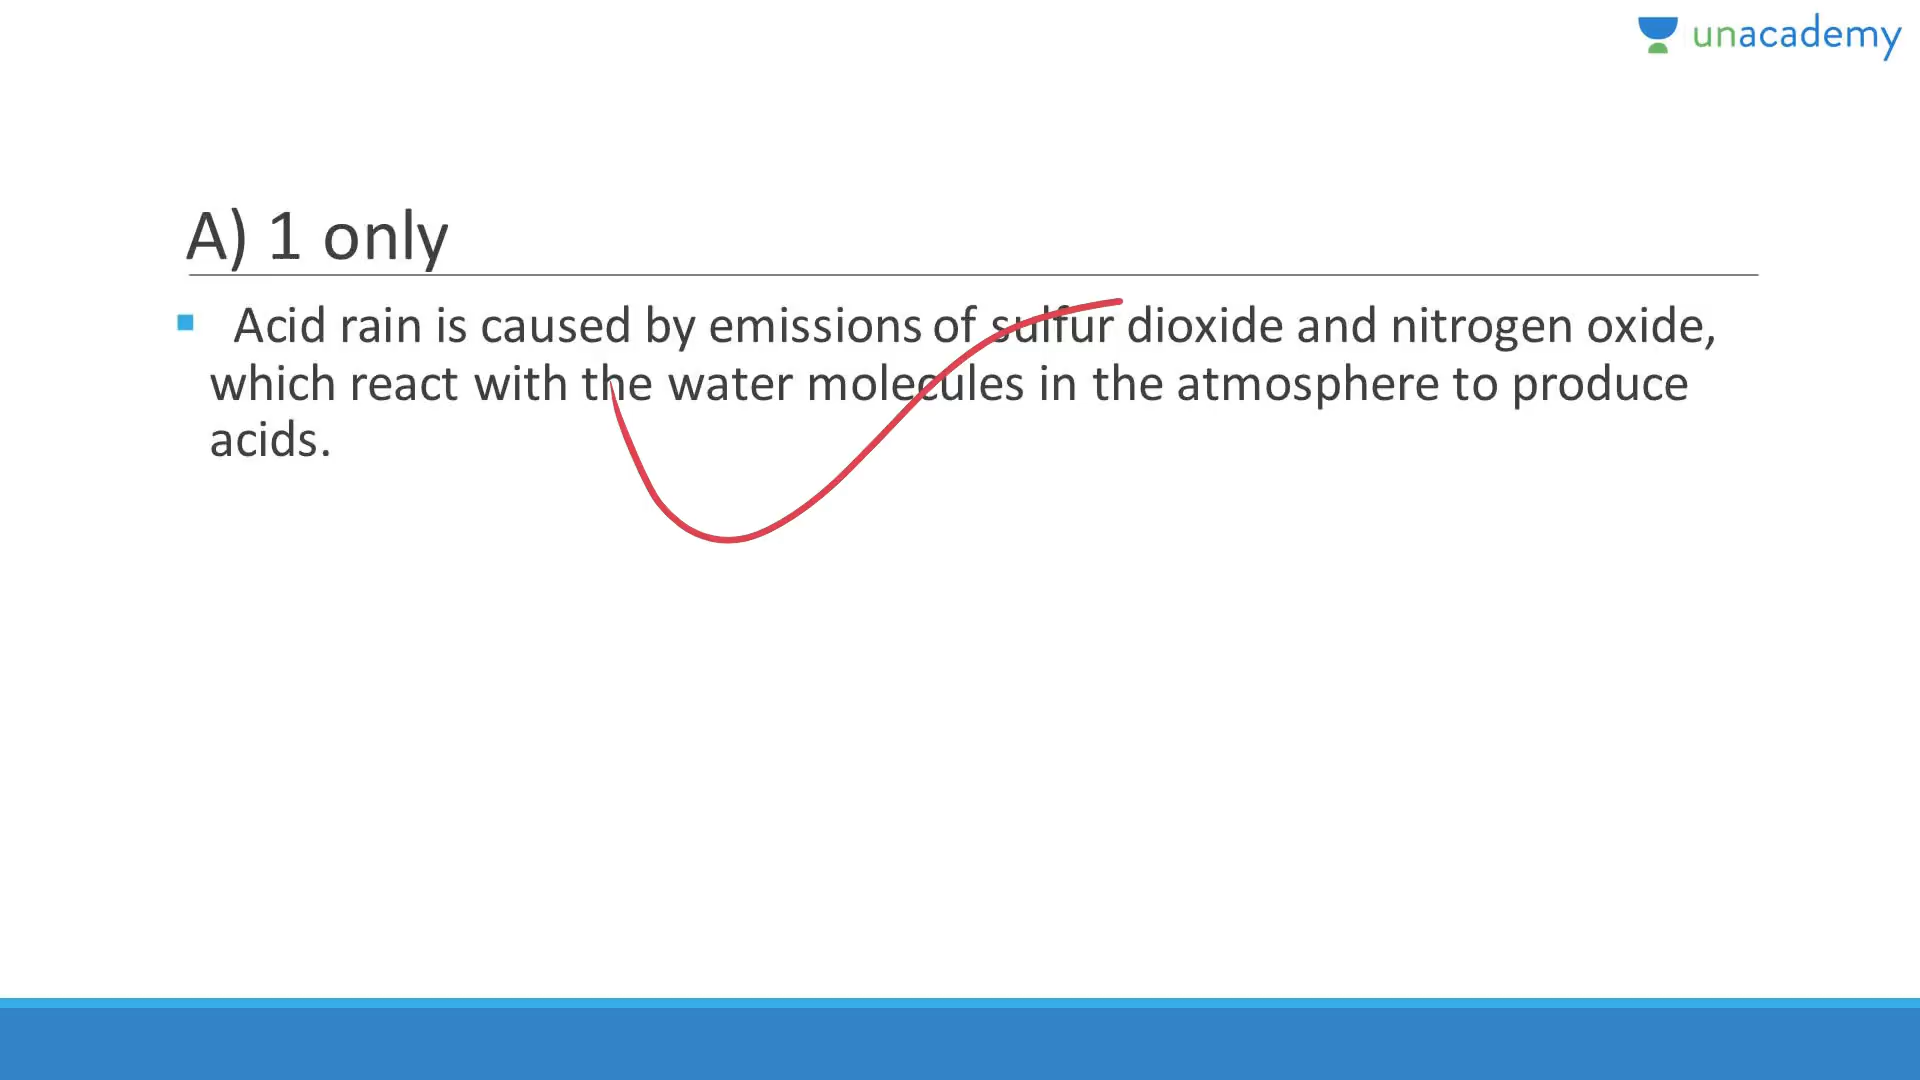 unacademy
A) 1 only
Acid rain is caused by emissions of sulfur dioxide and nitrogen oxide,
which react with the water molecules in the atmosphere to produce
acids.